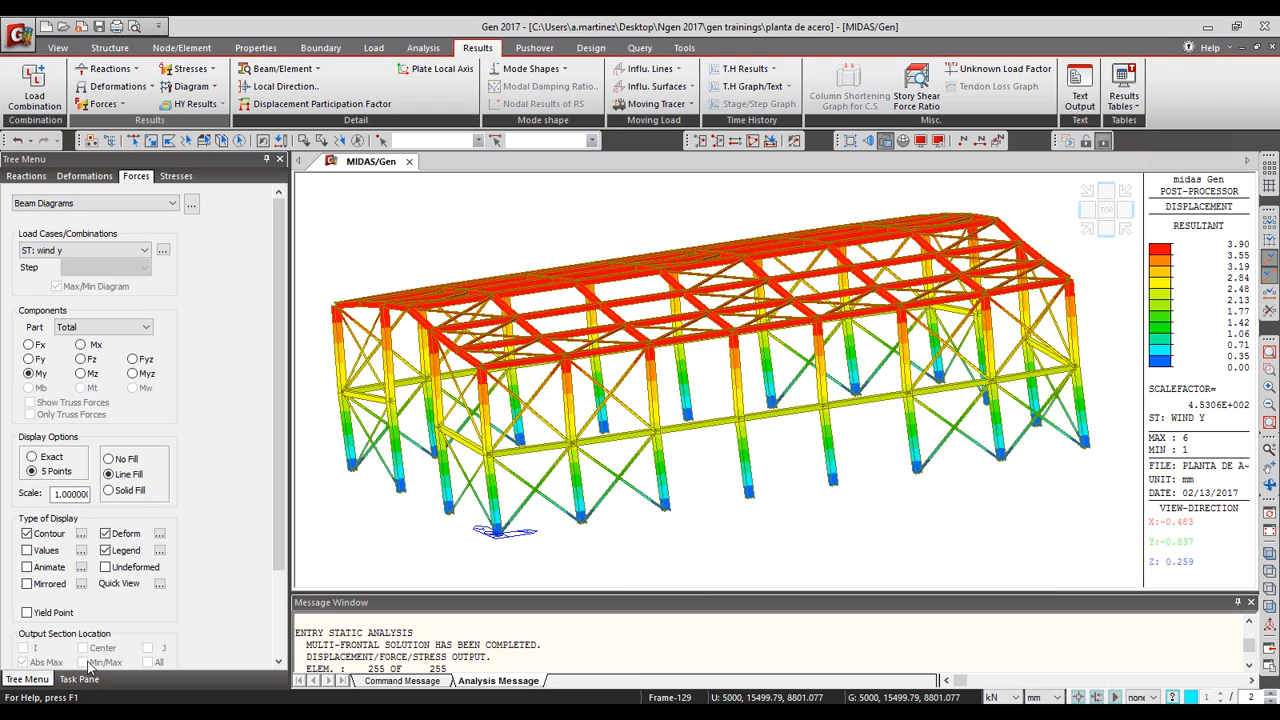 Gen 2017 - [C:\Users\a.martinez\Desktop\Ngen 2017\gen trainings\planta de acero] - [MIDAS/Gen]
View Structure Node/Element Properties Boundary Load Analysis Results Pushover Design Query Tools Help
Load Combination
Combination
Reactions
Deformations
Forces
Stresses
Diagram
HY Results
Results
Beam/Element
Local Direction..
Displacement Participation Factor
Plate Local Axis
Detail
Mode Shapes
Modal Damping Ratio..
Nodal Results of RS
Mode shape
Influ. Lines
Influ. Surfaces
Moving Tracer
Moving Load
T.H Results
T.H Graph/Text
Stage/Step Graph
Time History
Column Shortening Graph for C.S
Story Shear Force Ratio
Unknown Load Factor
Tendon Loss Graph
Misc.
Text Output
Text
Results Tables
Tables
Tree Menu
Reactions Deformations Forces Stresses
Beam Diagrams
...
Load Cases/Combinations
ST: wind y
...
Step
Max/Min Diagram
Components
Part Total
Fx Mx
Fy Fz Fyz
My Mz Myz
Mb Mt Mw
Show Truss Forces
Only Truss Forces
Display Options
Exact
5 Points
No Fill
Line Fill
Solid Fill
Scale: 1.00000
Type of Display
Contour ... Deform ...
Values ... Legend ...
Animate ... Undeformed
Mirrored ... Quick View ...
Yield Point
Output Section Location
I Center J
Abs Max Min/Max All
Tree Menu Task Pane
MIDAS/Gen
TOP
midas Gen
POST-PROCESSOR
DISPLACEMENT
RESULTANT
3.90
3.55
3.19
2.84
2.48
2.13
1.77
1.42
1.06
0.71
0.35
0.00
SCALEFACTOR=
4.5306E+002
ST: WIND Y
MAX : 6
MIN : 1
FILE: PLANTA DE A~
UNIT: mm
DATE: 02/13/2017
VIEW-DIRECTION
X:-0.483
Y:-0.837
Z: 0.259
Message Window
ENTRY STATIC ANALYSIS
MULTI-FRONTAL SOLUTION HAS BEEN COMPLETED.
DISPLACEMENT/FORCE/STRESS OUTPUT.
ELEM. : 255 OF 255
Command Message Analysis Message
For Help, press F1
Frame-129
U: 5000, 15499.79, 8801.077
G: 5000, 15499.79, 8801.077
kN
mm
none
?
1
/ 2